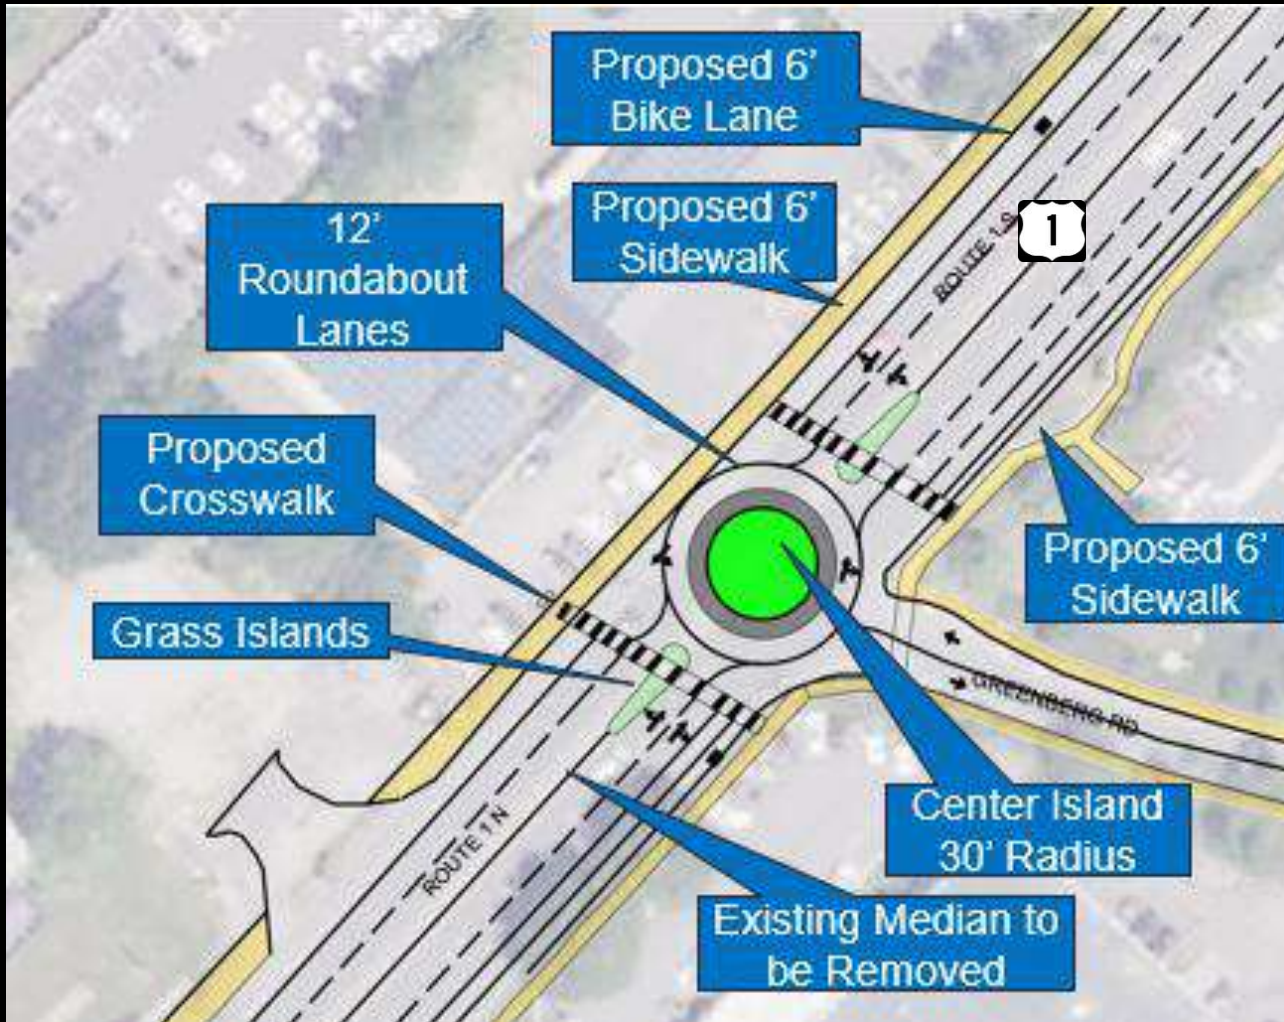 Proposed 6'
Bike Lane
Proposed 6'
Sidewalk
12'
Roundabout
Lanes
ROUTE 1 S
1
Proposed
Crosswalk
Proposed 6'
Sidewalk
Grass Islands
GREENBERG RD
Center Island
30' Radius
ROUTE 1 N
Existing Median to
be Removed